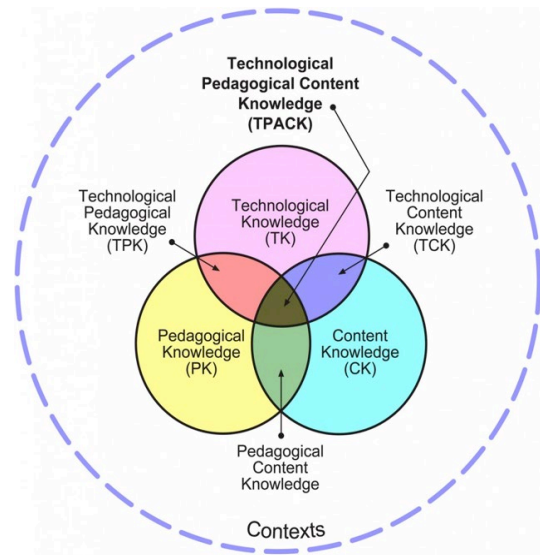 Technological
Pedagogical Content
Knowledge
(TPACK)
Technological
Pedagogical
Knowledge
(TPK)
Technological
Knowledge
(TK)
Technological
Content
Knowledge
(TCK)
Pedagogical
Knowledge
(PK)
Content
Knowledge
(CK)
Pedagogical
Content
Knowledge
Contexts